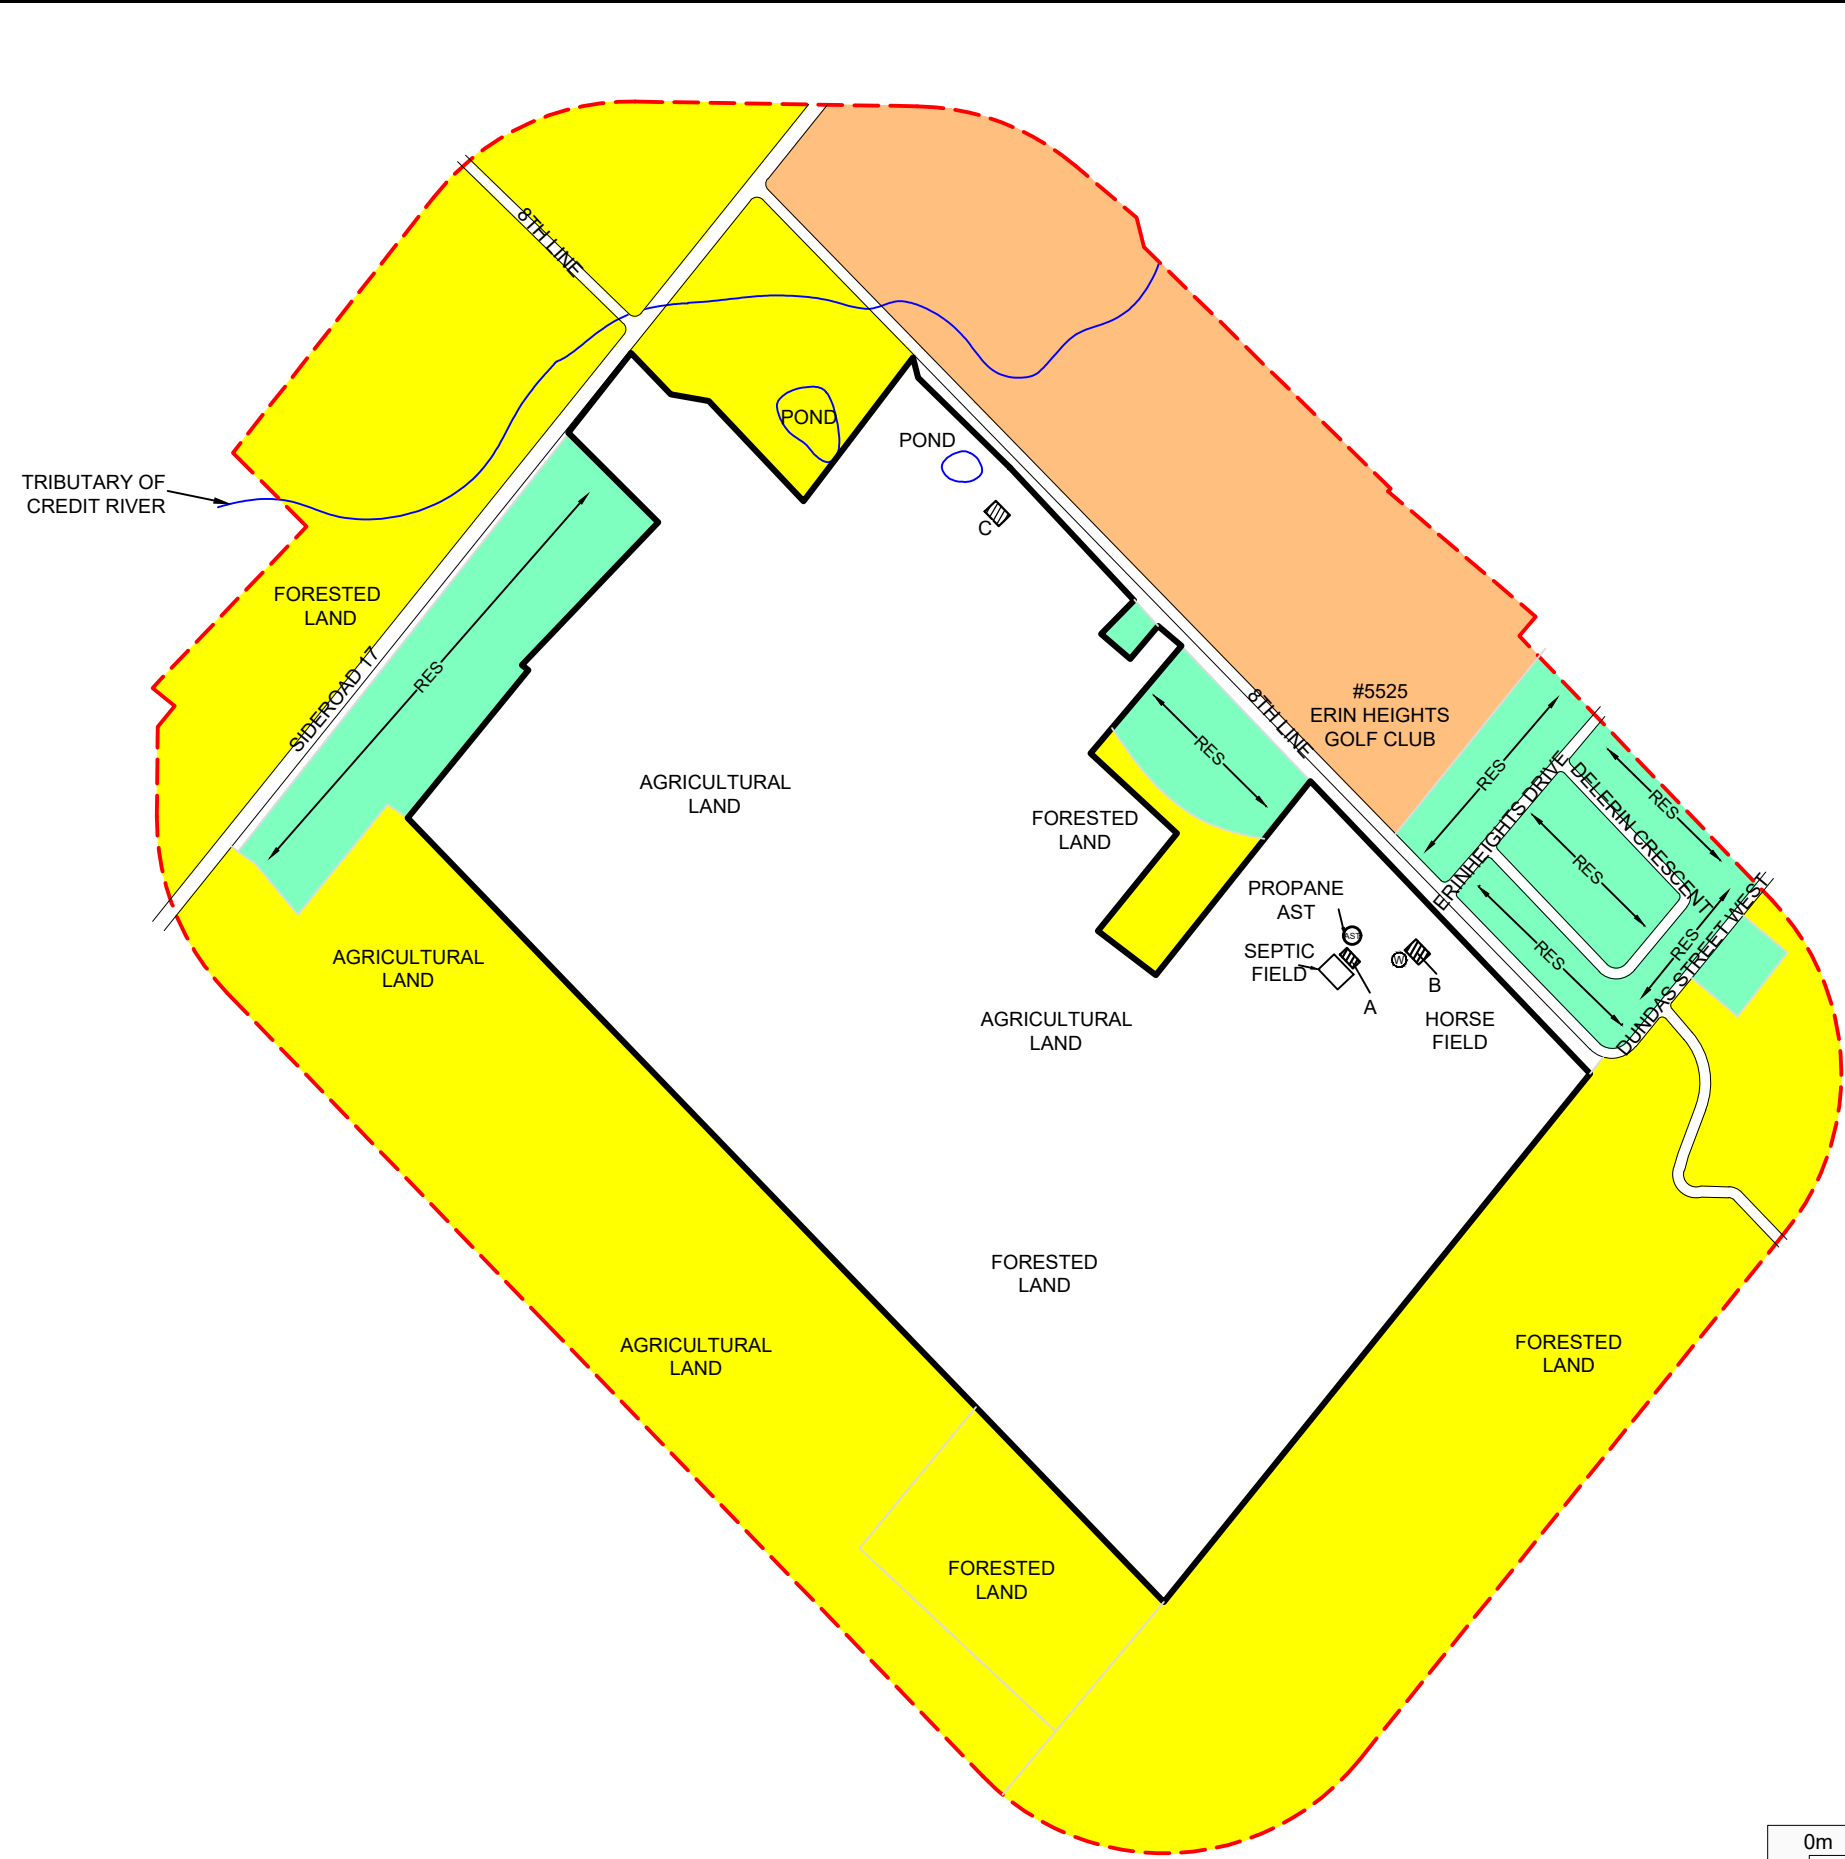 8TH LINE
POND
POND
TRIBUTARY OF
CREDIT RIVER
C
FORESTED
LAND
SIDEROAD 17
RES
#5525
ERIN HEIGHTS
GOLF CLUB
8TH LINE
RES
AGRICULTURAL
LAND
FORESTED
LAND
RES
ERINHEIGHTS DRIVE
DELERIN CRESCENT
RES
RES
RES
RES
DUNDAS STREET WEST
PROPANE
AST
AST
SEPTIC
FIELD
W
A
B
HORSE
FIELD
AGRICULTURAL
LAND
AGRICULTURAL
LAND
FORESTED
LAND
AGRICULTURAL
LAND
FORESTED
LAND
FORESTED
LAND
0m